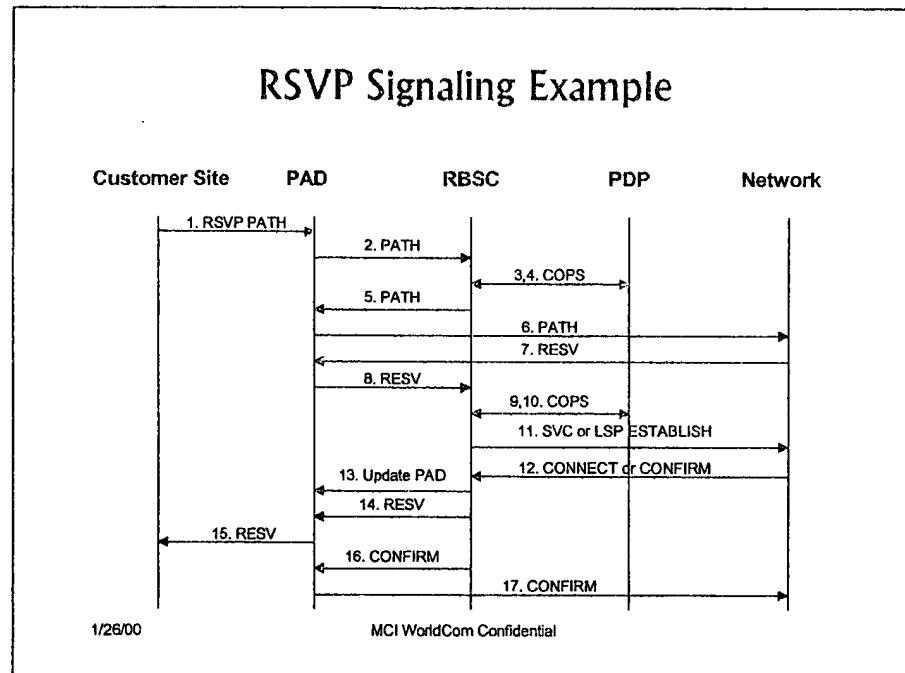 RSVP Signaling Example
Customer Site PAD RBSC PDP Network
1. RSVP PATH
2. PATH
3,4. COPS
5. PATH
6. PATH
7. RESV
8. RESV
9,10. COPS
11. SVC or LSP ESTABLISH
12. CONNECT or CONFIRM
13. Update PAD
14. RESV
15. RESV
16. CONFIRM
17. CONFIRM
1/26/00 MCI WorldCom Confidential